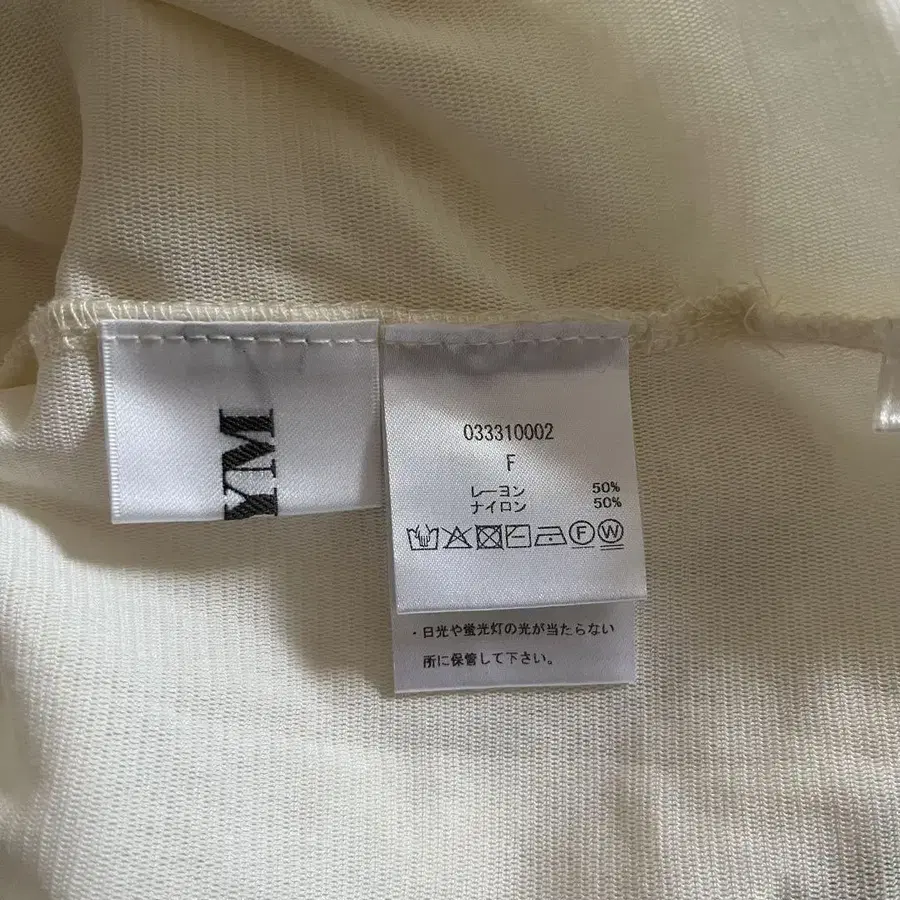 YM
033310002
F
レーヨン 50%
ナイロン 50%
F W
・日光や蛍光灯の光が当たらない
所に保管して下さい。